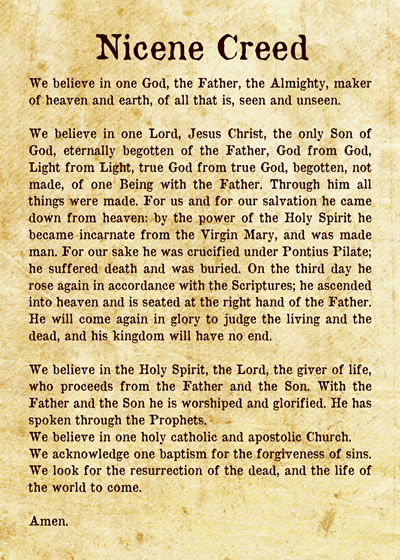 Nicene Creed
We believe in one God, the Father, the Almighty, maker
of heaven and earth, of all that is, seen and unseen.
We believe in one Lord, Jesus Christ, the only Son of
God, eternally begotten of the Father, God from God,
Light from Light, true God from true God, begotten, not
made, of one Being with the Father. Through him all
things were made. For us and for our salvation he came
down from heaven: by the power of the Holy Spirit he
became incarnate from the Virgin Mary, and was made
man. For our sake he was crucified under Pontius Pilate;
he suffered death and was buried. On the third day he
rose again in accordance with the Scriptures; he ascended
into heaven and is seated at the right hand of the Father.
He will come again in glory to judge the living and the
dead, and his kingdom will have no end.
We believe in the Holy Spirit, the Lord, the giver of life,
who proceeds from the Father and the Son. With the
Father and the Son he is worshiped and glorified. He has
spoken through the Prophets.
We believe in one holy catholic and apostolic Church.
We acknowledge one baptism for the forgiveness of sins.
We look for the resurrection of the dead, and the life of
the world to come.
Amen.